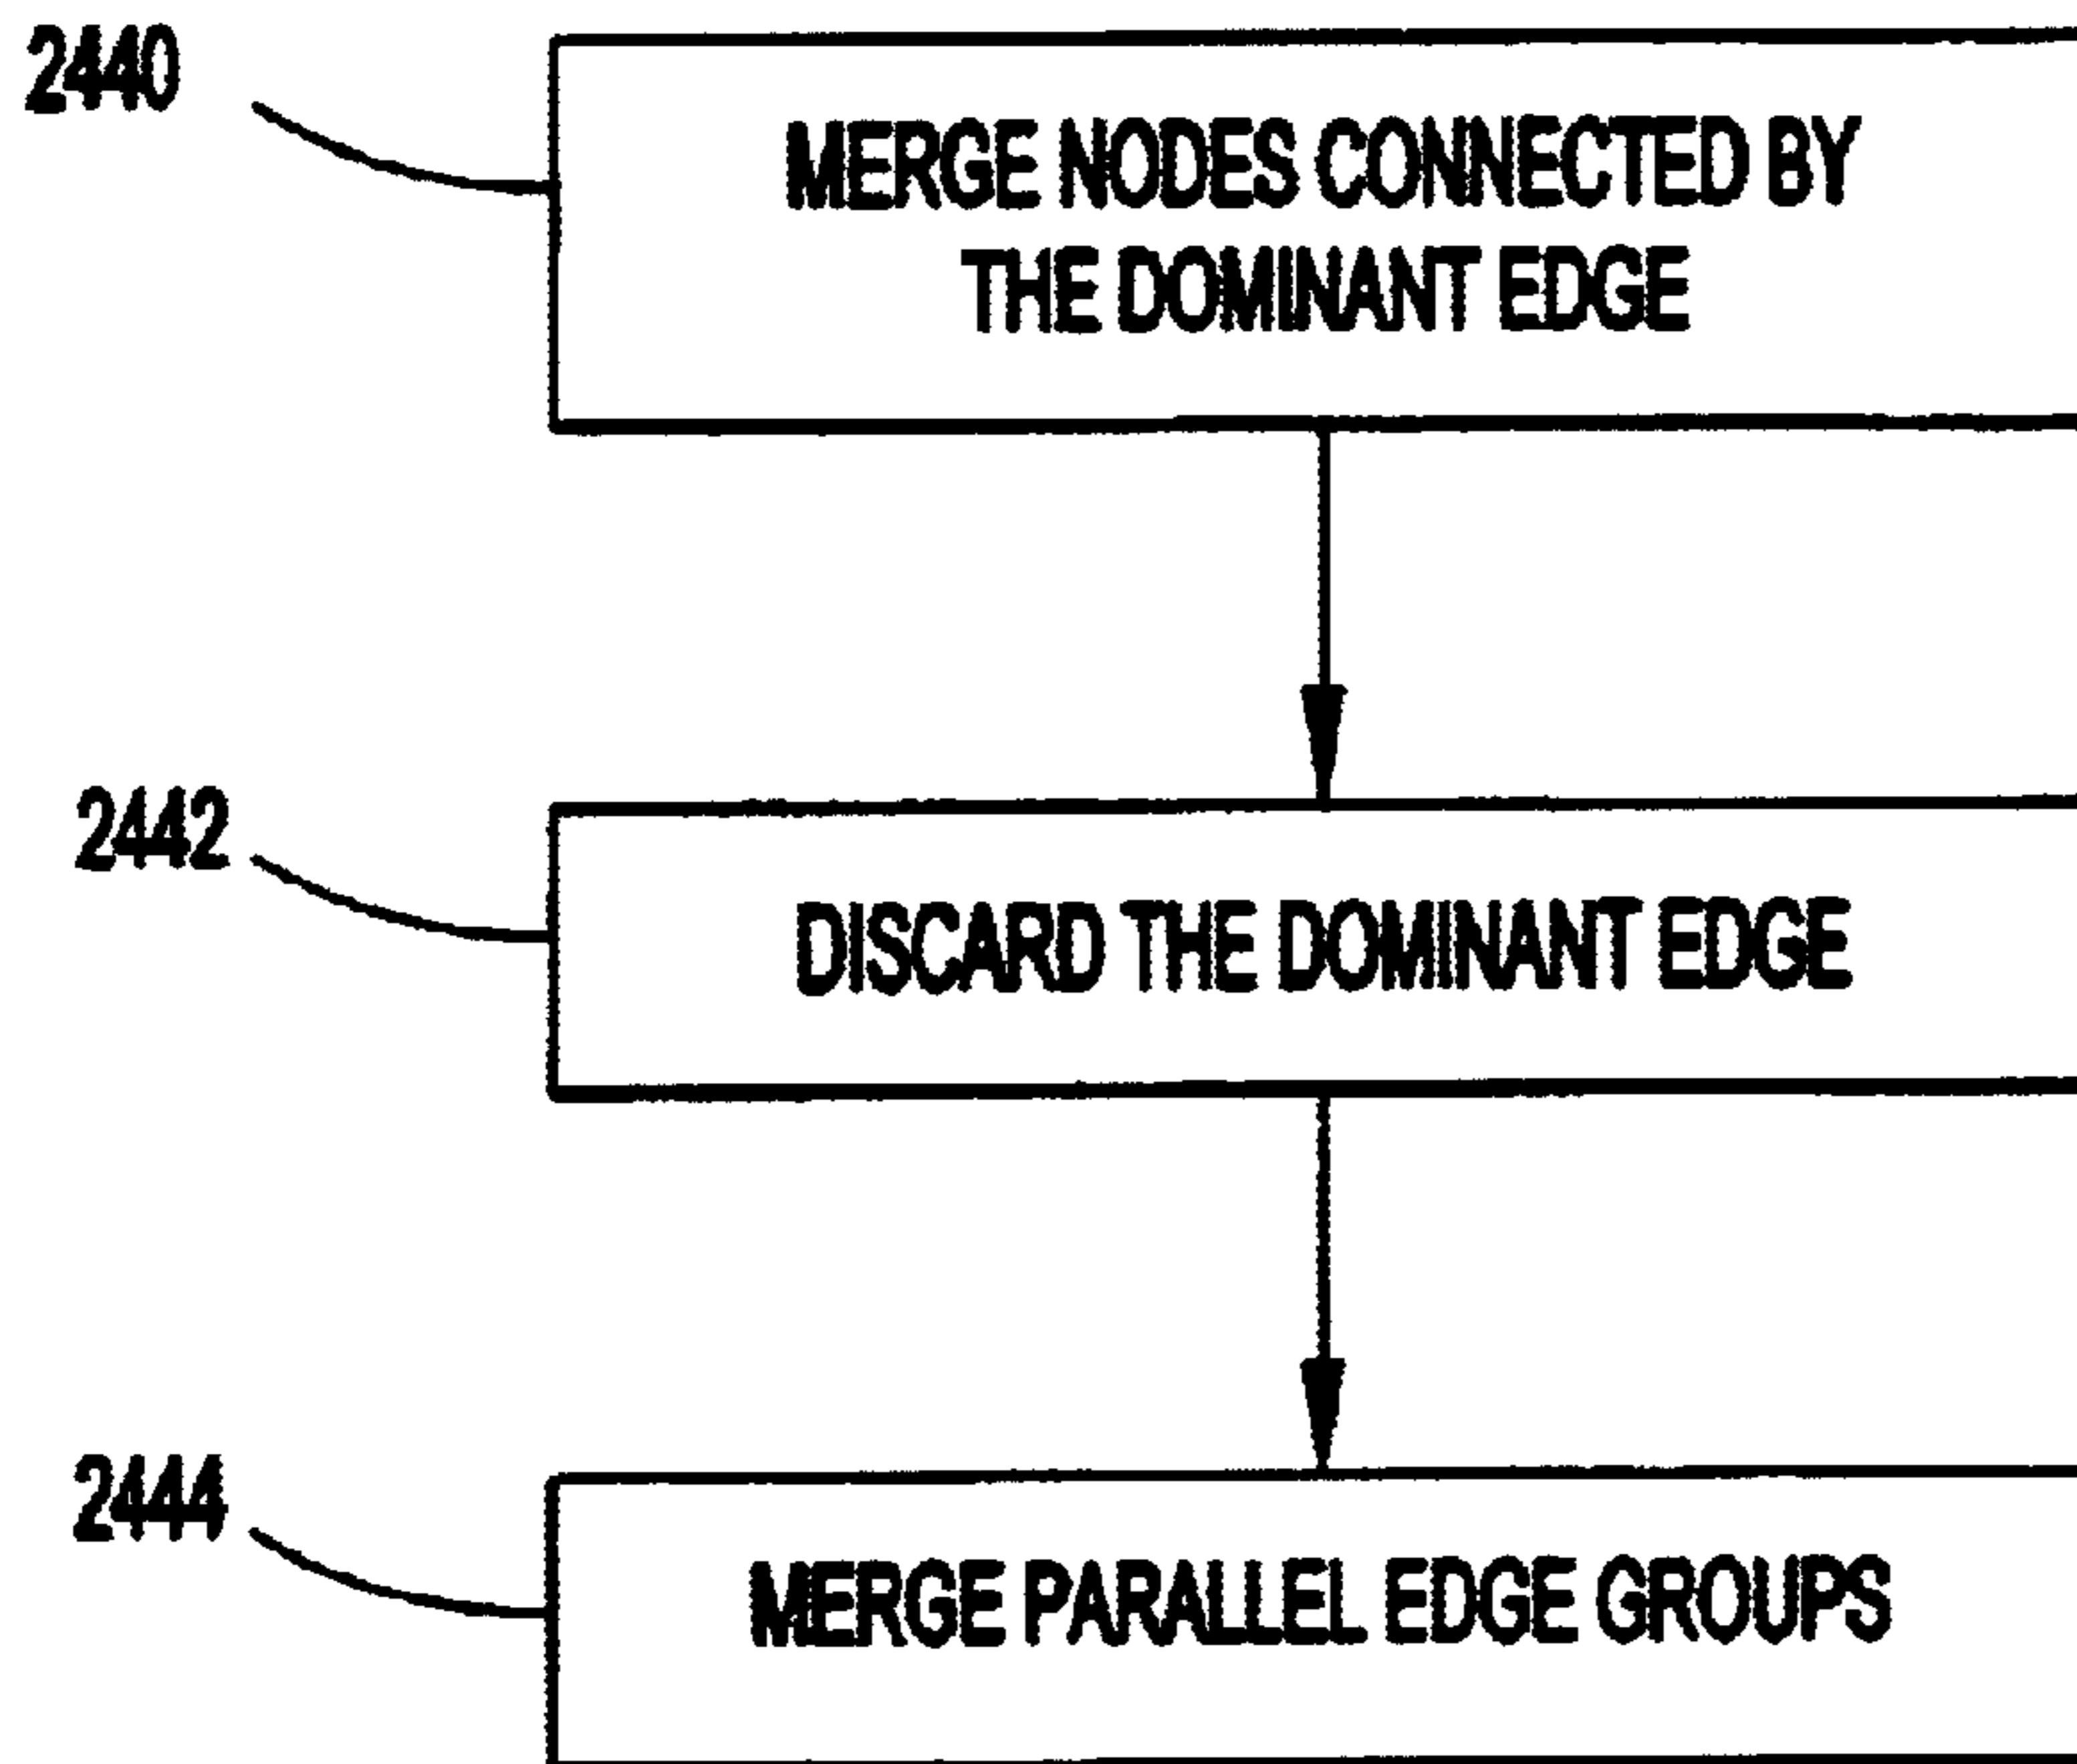 2440
MERGE NODES CONNECTED BY
THE DOMINANT EDGE
2442
DISCARD THE DOMINANT EDGE
2444
MERGE PARALLEL EDGE GROUPS